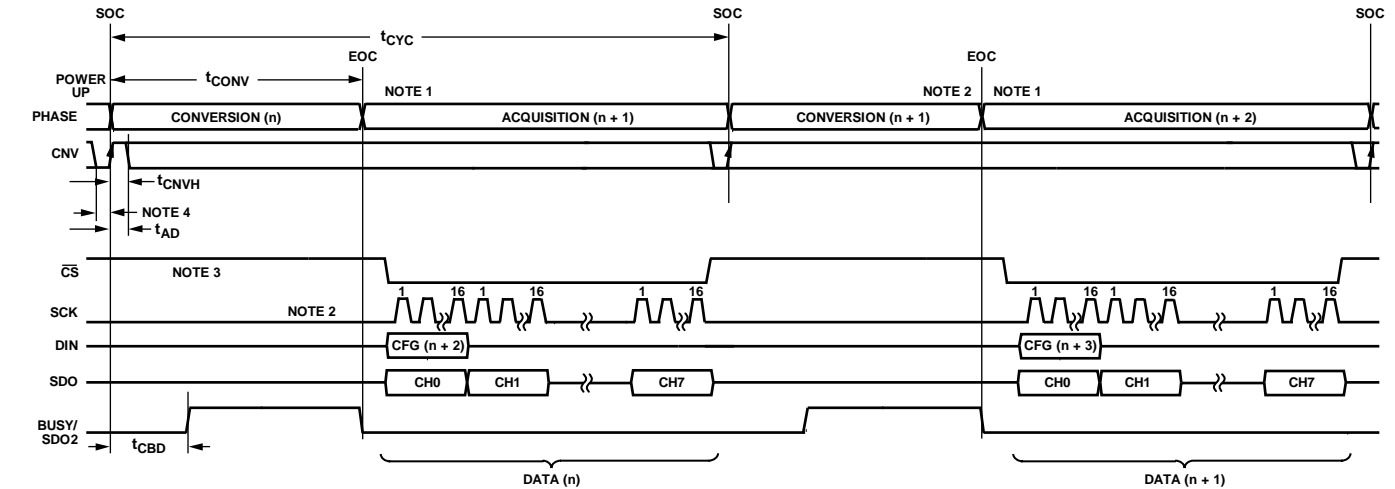 SOC SOC SOC
tCYC
EOC EOC
POWER
UP
tCONV
NOTE 1 NOTE 2 NOTE 1
PHASE CONVERSION (n) ACQUISITION (n + 1) CONVERSION (n + 1) ACQUISITION (n + 2)
CNV
tCNVH
NOTE 4
tAD
CS NOTE 3
1 16 1 16 1 16 1 16 1 16 1 16
SCK NOTE 2
DIN CFG (n + 2) CFG (n + 3)
SDO CH0 CH1 CH7 CH0 CH1 CH7
BUSY/
SDO2
tCBD
DATA (n) DATA (n + 1)